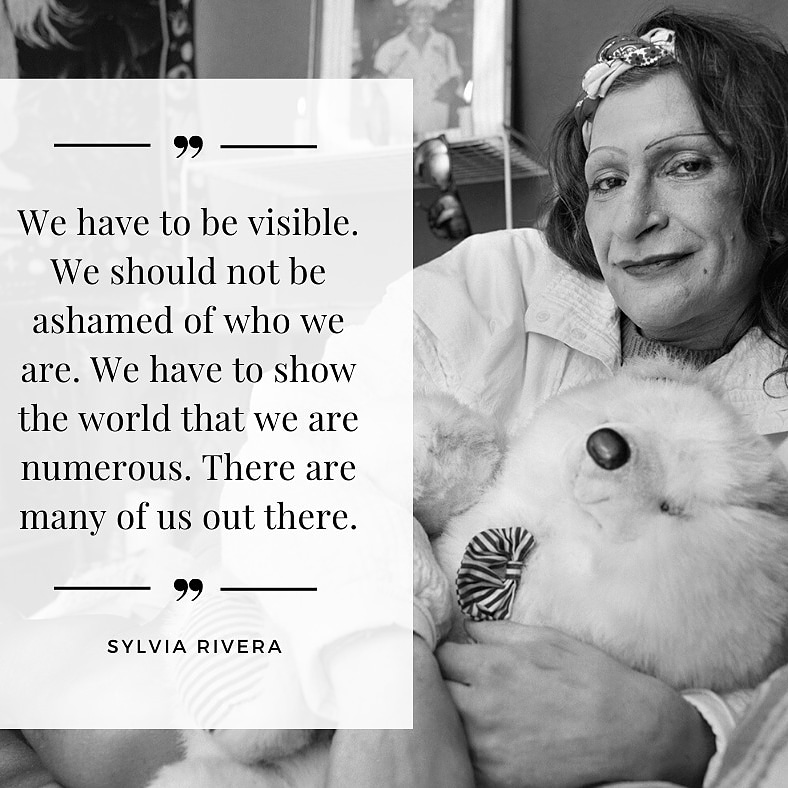 ❞
We have to be visible.
We should not be
ashamed of who we
are. We have to show
the world that we are
numerous. There are
many of us out there.
❞
SYLVIA RIVERA